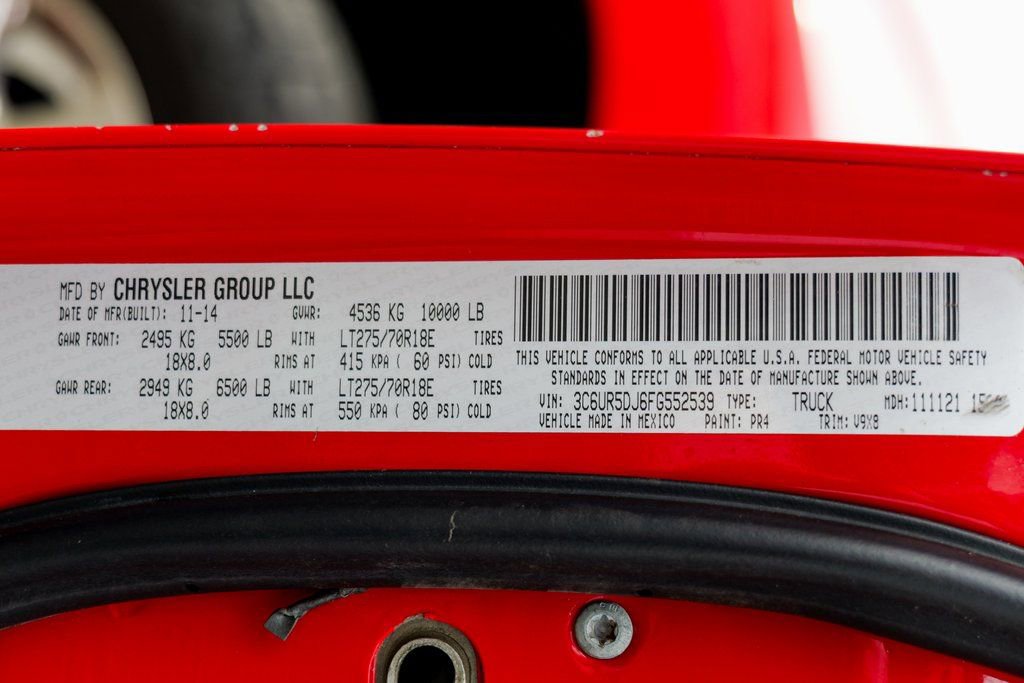 MFD BY CHRYSLER GROUP LLC
DATE OF MFR(BUILT): 11-14 GVWR: 4536 KG 10000 LB
GAWR FRONT: 2495 KG 5500 LB WITH LT275/70R18E TIRES
18X8.0 RIMS AT 415 KPA ( 60 PSI) COLD
GAWR REAR: 2949 KG 6500 LB WITH LT275/70R18E TIRES
18X8.0 RIMS AT 550 KPA ( 80 PSI) COLD
THIS VEHICLE CONFORMS TO ALL APPLICABLE U.S.A. FEDERAL MOTOR VEHICLE SAFETY
STANDARDS IN EFFECT ON THE DATE OF MANUFACTURE SHOWN ABOVE.
VIN: 3C6UR5DJ6FG552539 TYPE: TRUCK MDH:111121
VEHICLE MADE IN MEXICO PAINT: PR4 TRIM: V9X8